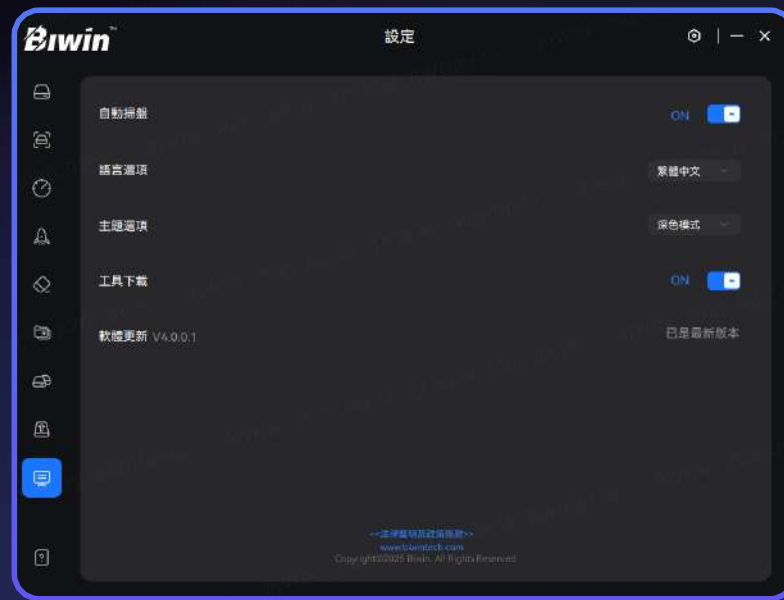 Biwin™
設定
自動掃盤 ON
語言選項 繁體中文
主題選項 深色模式
工具下載 ON
軟體更新 V4.0.0.1 已是最新版本
www.biwintech.com
Copyright©2025 Biwin. All Rights Reserved